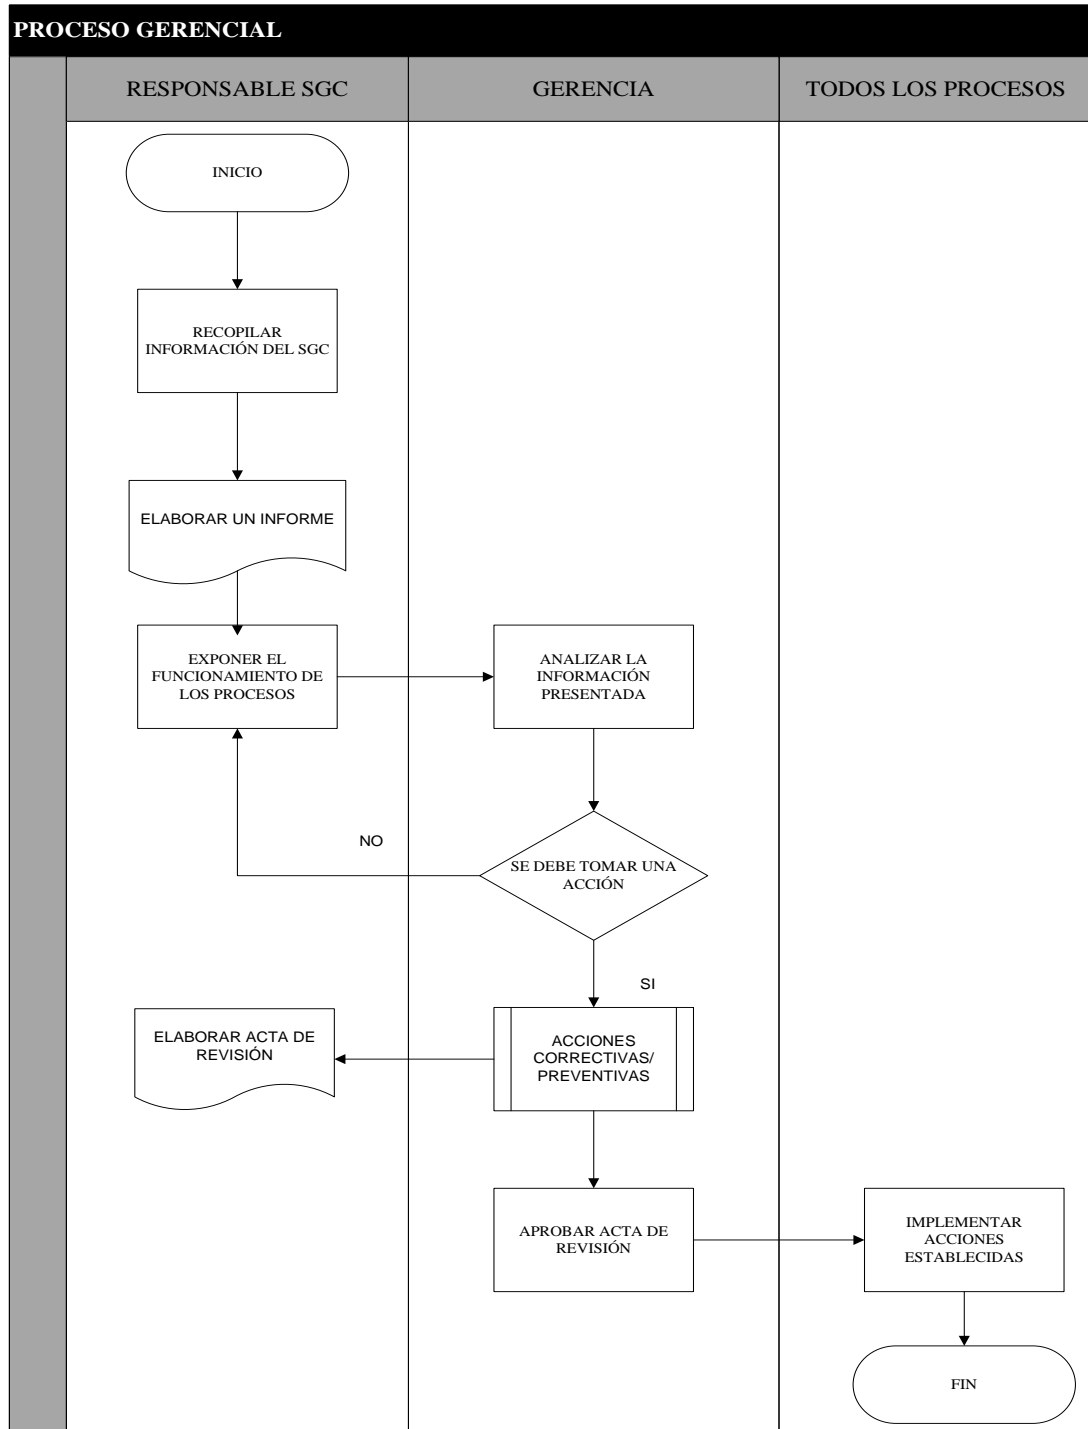 PROCESO GERENCIAL
RESPONSABLE SGC
GERENCIA
TODOS LOS PROCESOS
INICIO
RECOPILAR
INFORMACIÓN DEL SGC
ELABORAR UN INFORME
EXPONER EL
FUNCIONAMIENTO DE
LOS PROCESOS
ANALIZAR LA
INFORMACIÓN
PRESENTADA
NO
SE DEBE TOMAR UNA
ACCIÓN
SI
ELABORAR ACTA DE
REVISIÓN
ACCIONES
CORRECTIVAS/
PREVENTIVAS
APROBAR ACTA DE
REVISIÓN
IMPLEMENTAR
ACCIONES
ESTABLECIDAS
FIN